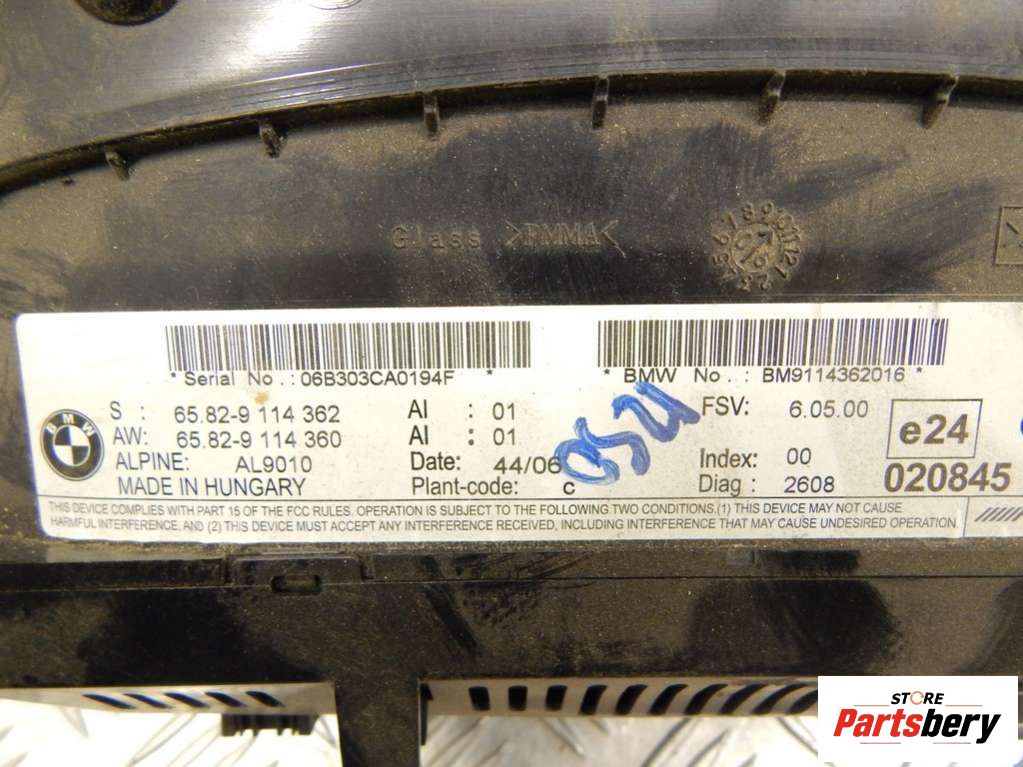 Glass >PMMA<
* Serial No . : 06B303CA0194F *
* BMW No . : BM9114362016 *
BMW
S : 65.82-9 114 362 AI : 01 FSV: 6.05.00
AW: 65.82-9 114 360 AI : 01 e24
ALPINE: AL9010 Date: 44/06 Index: 00
MADE IN HUNGARY Plant-code: C Diag : 2608 020845
THIS DEVICE COMPLIES WITH PART 15 OF THE FCC RULES. OPERATION IS SUBJECT TO THE FOLLOWING TWO CONDITIONS.(1) THIS DEVICE MAY NOT CAUSE
HARMFUL INTERFERENCE, AND (2) THIS DEVICE MUST ACCEPT ANY INTERFERENCE RECEIVED, INCLUDING INTERFERENCE THAT MAY CAUSE UNDESIRED OPERATION.
STORE
Partsbery